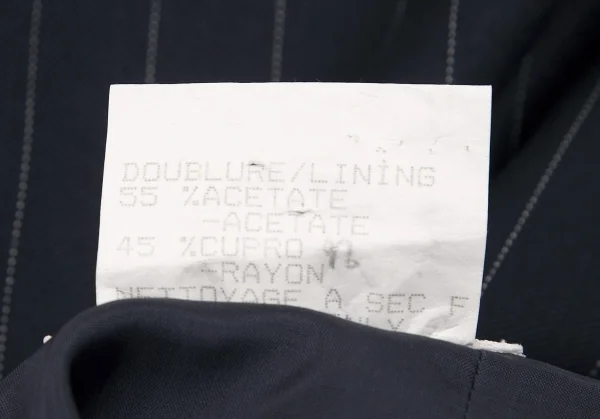 DOUBLURE/LINING
55 %ACETATE
-ACETATE
45 %CUPRO
-RAYON
NETTOYAGE A SEC F